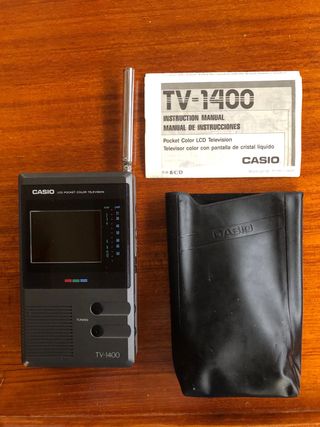 TV-1400
INSTRUCTION MANUAL
MANUAL DE INSTRUCCIONES
Pocket Color LCD Television
Televisor color con pantalla de cristal líquido
CASIO
CASIO LCD POCKET COLOR TELEVISION
TUNING
TV-1400
CASIO